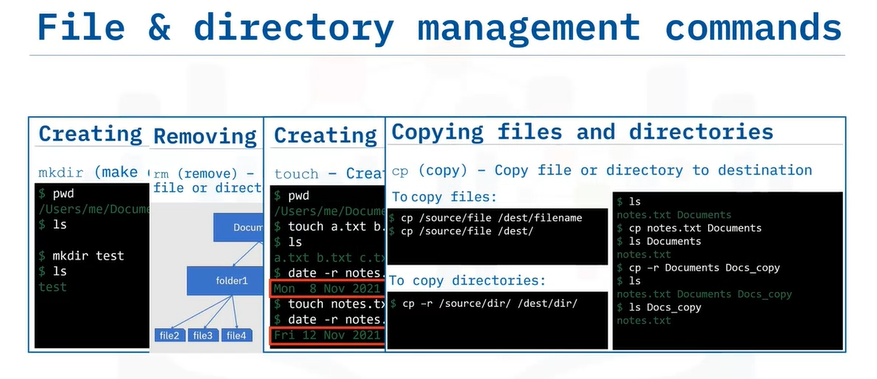 File & directory management commands
Creating
mkdir (make
$ pwd
/Users/me/Docume
$ ls
$ mkdir test
$ ls
test
Removing
rm (remove) –
file or direct
Docum
folder1
file2 file3 file4
Creating
touch – Creat
$ pwd
/Users/me/Docume
$ touch a.txt b.
$ ls
a.txt b.txt c.tx
$ date -r notes.
Mon 8 Nov 2021
$ touch notes.tx
$ date -r notes.
Fri 12 Nov 2021
Copying files and directories
cp (copy) – Copy file or directory to destination
To copy files:
$ cp /source/file /dest/filename
$ cp /source/file /dest/
To copy directories:
$ cp -r /source/dir/ /dest/dir/
$ ls
notes.txt Documents
$ cp notes.txt Documents
$ ls Documents
notes.txt
$ cp -r Documents Docs_copy
$ ls
notes.txt Documents Docs_copy
$ ls Docs_copy
notes.txt